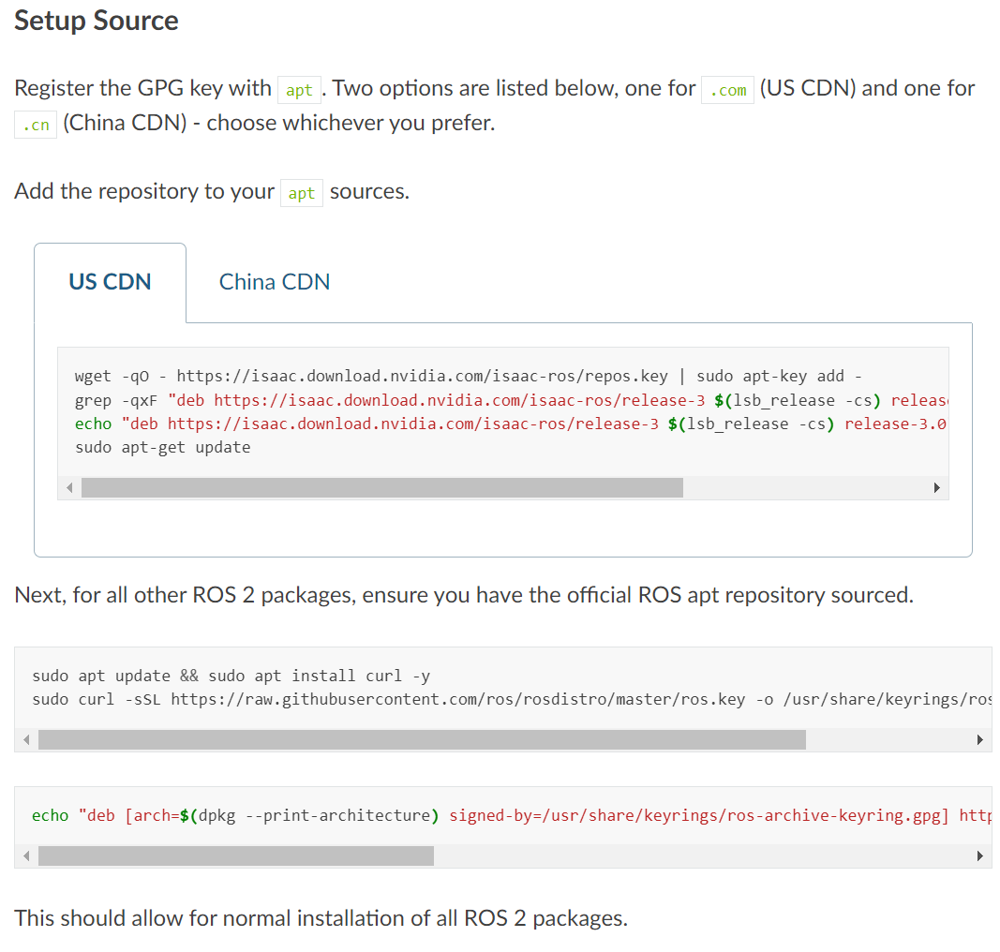 Setup Source
Register the GPG key with apt . Two options are listed below, one for .com (US CDN) and one for
.cn (China CDN) - choose whichever you prefer.
Add the repository to your apt sources.
US CDN
China CDN
wget -qO - https://isaac.download.nvidia.com/isaac-ros/repos.key | sudo apt-key add -
grep -qxF "deb https://isaac.download.nvidia.com/isaac-ros/release-3 $(lsb_release -cs) releas
echo "deb https://isaac.download.nvidia.com/isaac-ros/release-3 $(lsb_release -cs) release-3.0
sudo apt-get update
Next, for all other ROS 2 packages, ensure you have the official ROS apt repository sourced.
sudo apt update && sudo apt install curl -y
sudo curl -sSL https://raw.githubusercontent.com/ros/rosdistro/master/ros.key -o /usr/share/keyrings/ros
echo "deb [arch=$(dpkg --print-architecture) signed-by=/usr/share/keyrings/ros-archive-keyring.gpg] http
This should allow for normal installation of all ROS 2 packages.